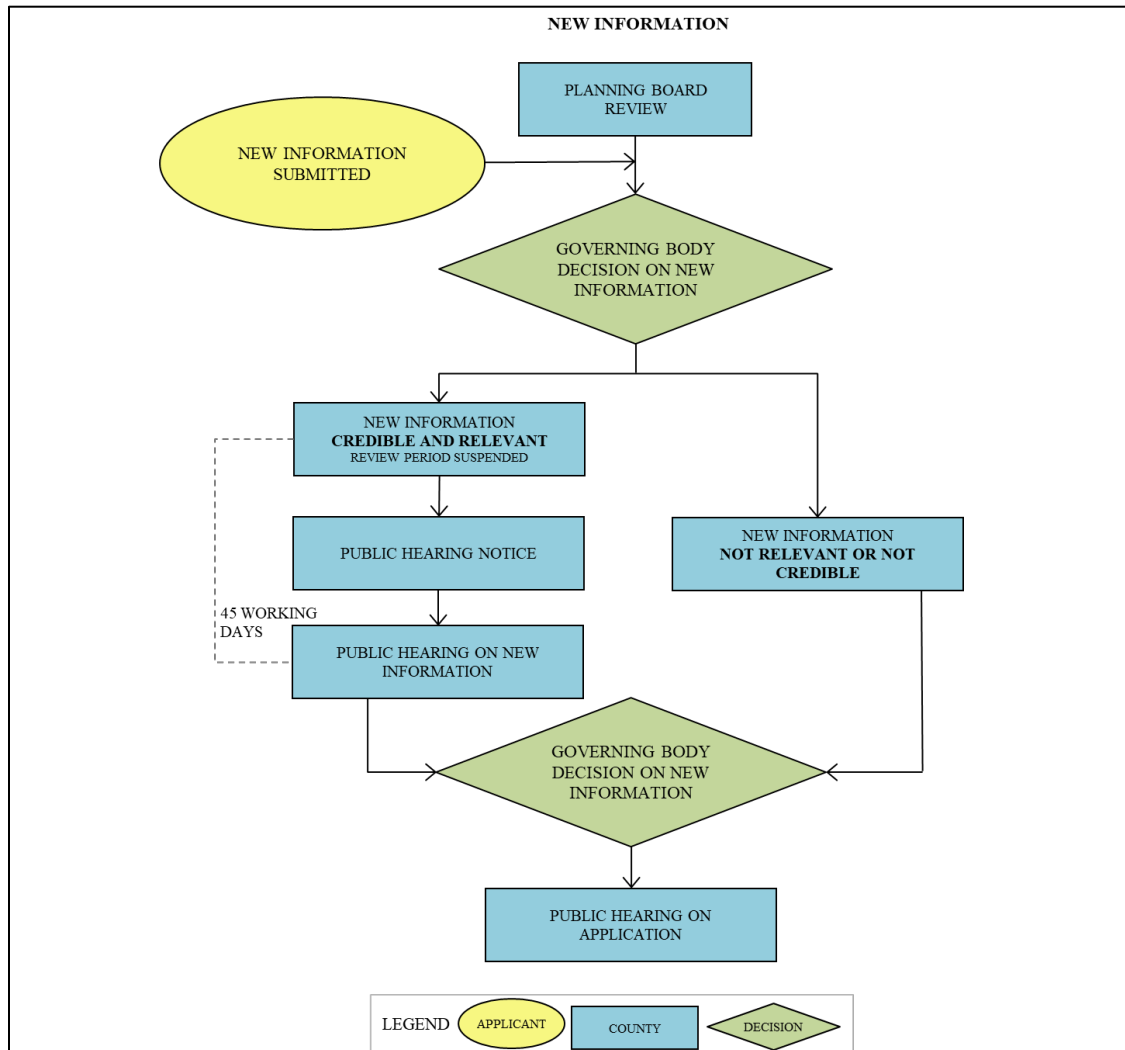 NEW INFORMATION
PLANNING BOARD
REVIEW
NEW INFORMATION
SUBMITTED
GOVERNING BODY
DECISION ON NEW
INFORMATION
NEW INFORMATION
CREDIBLE AND RELEVANT
REVIEW PERIOD SUSPENDED
PUBLIC HEARING NOTICE
NEW INFORMATION
NOT RELEVANT OR NOT
CREDIBLE
45 WORKING
DAYS
PUBLIC HEARING ON NEW
INFORMATION
GOVERNING BODY
DECISION ON NEW
INFORMATION
PUBLIC HEARING ON
APPLICATION
LEGEND
APPLICANT
COUNTY
DECISION